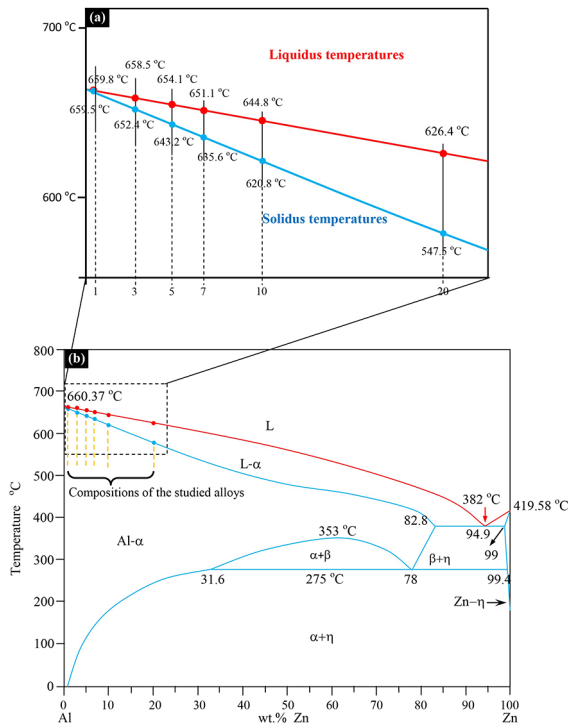 (a)
700 °C
Liquidus temperatures
659.8 °C
658.5 °C
654.1 °C
651.1 °C
644.8 °C
626.4 °C
659.5 °C
652.4 °C
643.2 °C
635.6 °C
620.8 °C
547.5 °C
600 °C
Solidus temperatures
1 3 5 7 10 20
(b)
800
700
600
500
400
300
200
100
0
Temperature °C
660.37 °C
L
L-α
Compositions of the studied alloys
382 °C
419.58 °C
82.8
94.9
99
Al-α
353 °C
α+β
β+η
31.6
275 °C
78
99.4
Zn-η
α+η
0 10 20 30 40 50 60 70 80 90 100
Al wt.% Zn Zn